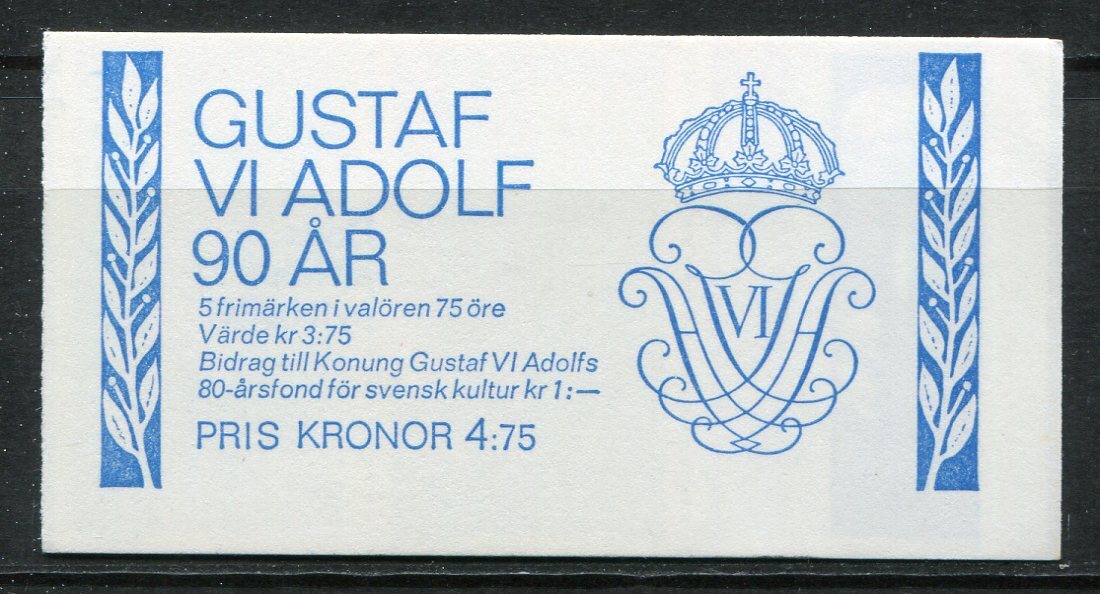 GUSTAF
VI ADOLF
90 ÅR
5 frimärken i valören 75 öre
Värde kr 3:75
Bidrag till Konung Gustaf VI Adolfs
80-årsfond för svensk kultur kr 1:—
PRIS KRONOR 4:75
VI